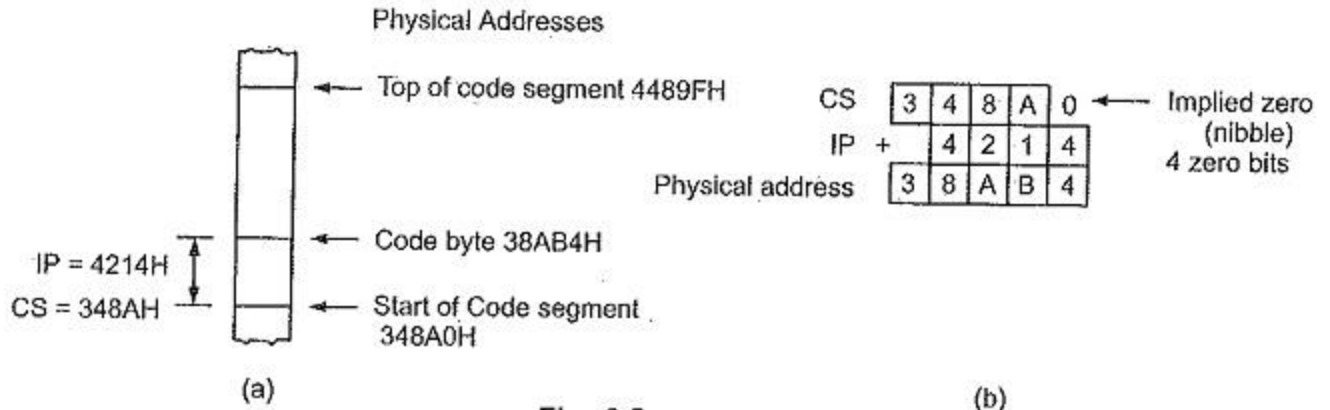 Physical Addresses
Top of code segment 4489FH
Code byte 38AB4H
IP = 4214H
CS = 348AH
Start of Code segment
348A0H
(a)
CS 3 4 8 A 0 Implied zero
(nibble)
4 zero bits
IP + 4 2 1 4
Physical address 3 8 A B 4
(b)